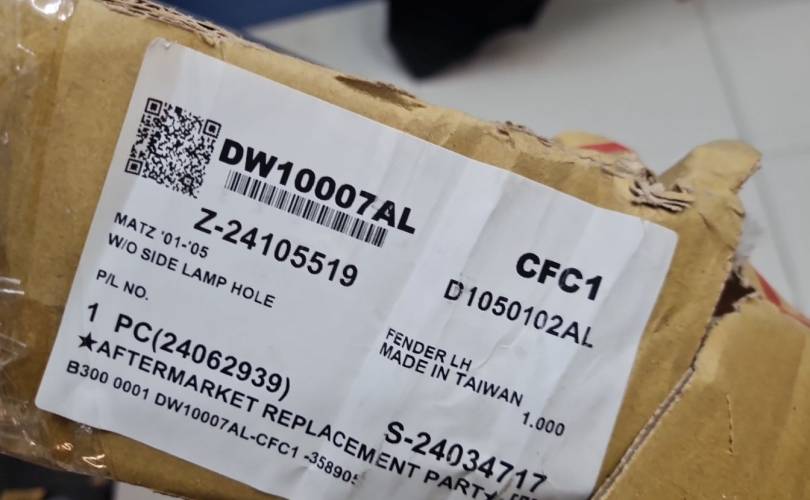 DW10007AL
Z-24105519
CFC1
D1050102AL
MATZ '01-'05
W/O SIDE LAMP HOLE
FENDER LH
MADE IN TAIWAN
P/L NO.
1.000
1 PC(24062939)
S-24034717
★AFTERMARKET REPLACEMENT PART★
B300 0001 DW10007AL-CFC1